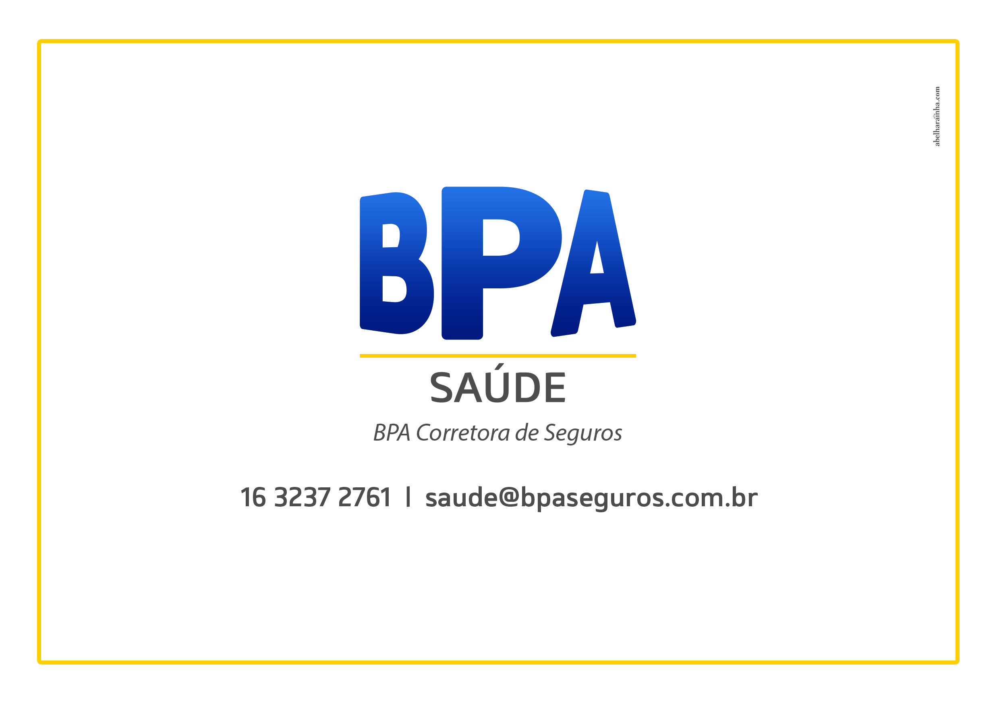 abelharainha.com
BPA
SAÚDE
BPA Corretora de Seguros
16 3237 2761 | saude@bpaseguros.com.br